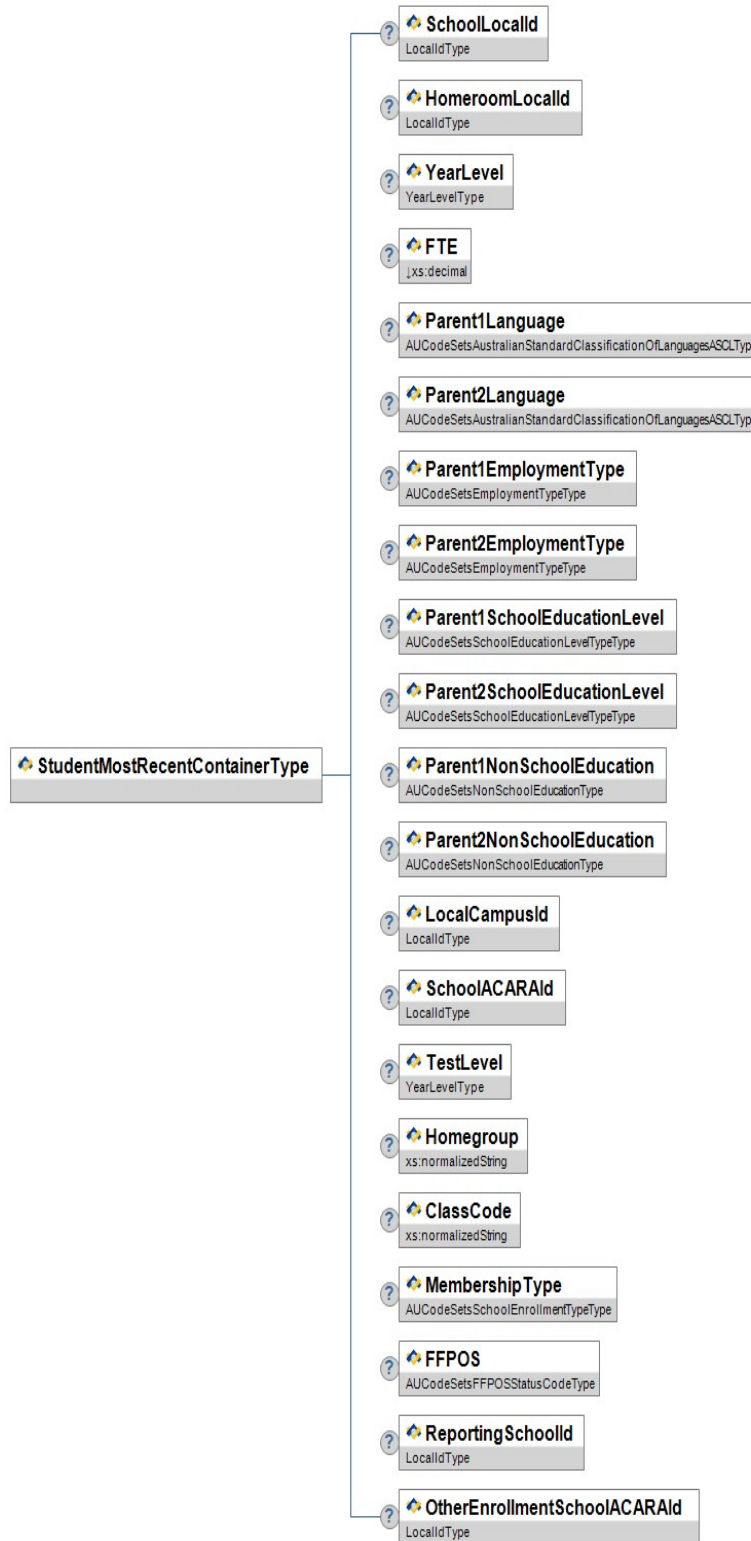 SchoolLocalId
LocalIdType
?
HomeroomLocalId
LocalIdType
?
YearLevel
YearLevelType
?
FTE
↓xs:decimal
?
Parent1Language
AUCodeSetsAustralianStandardClassificationOfLanguagesASCLTyp
?
Parent2Language
AUCodeSetsAustralianStandardClassificationOfLanguagesASCLTyp
?
Parent1EmploymentType
AUCodeSetsEmploymentTypeType
?
Parent2EmploymentType
AUCodeSetsEmploymentTypeType
?
Parent1SchoolEducationLevel
AUCodeSetsSchoolEducationLevelTypeType
?
Parent2SchoolEducationLevel
AUCodeSetsSchoolEducationLevelTypeType
?
StudentMostRecentContainerType
Parent1NonSchoolEducation
AUCodeSetsNonSchoolEducationType
?
Parent2NonSchoolEducation
AUCodeSetsNonSchoolEducationType
?
LocalCampusId
LocalIdType
?
SchoolACARAId
LocalIdType
?
TestLevel
YearLevelType
?
Homegroup
xs:normalizedString
?
ClassCode
xs:normalizedString
?
MembershipType
AUCodeSetsSchoolEnrollmentTypeType
?
FFPOS
AUCodeSetsFFPOSStatusCodeType
?
ReportingSchoolId
LocalIdType
?
OtherEnrollmentSchoolACARAId
LocalIdType
?